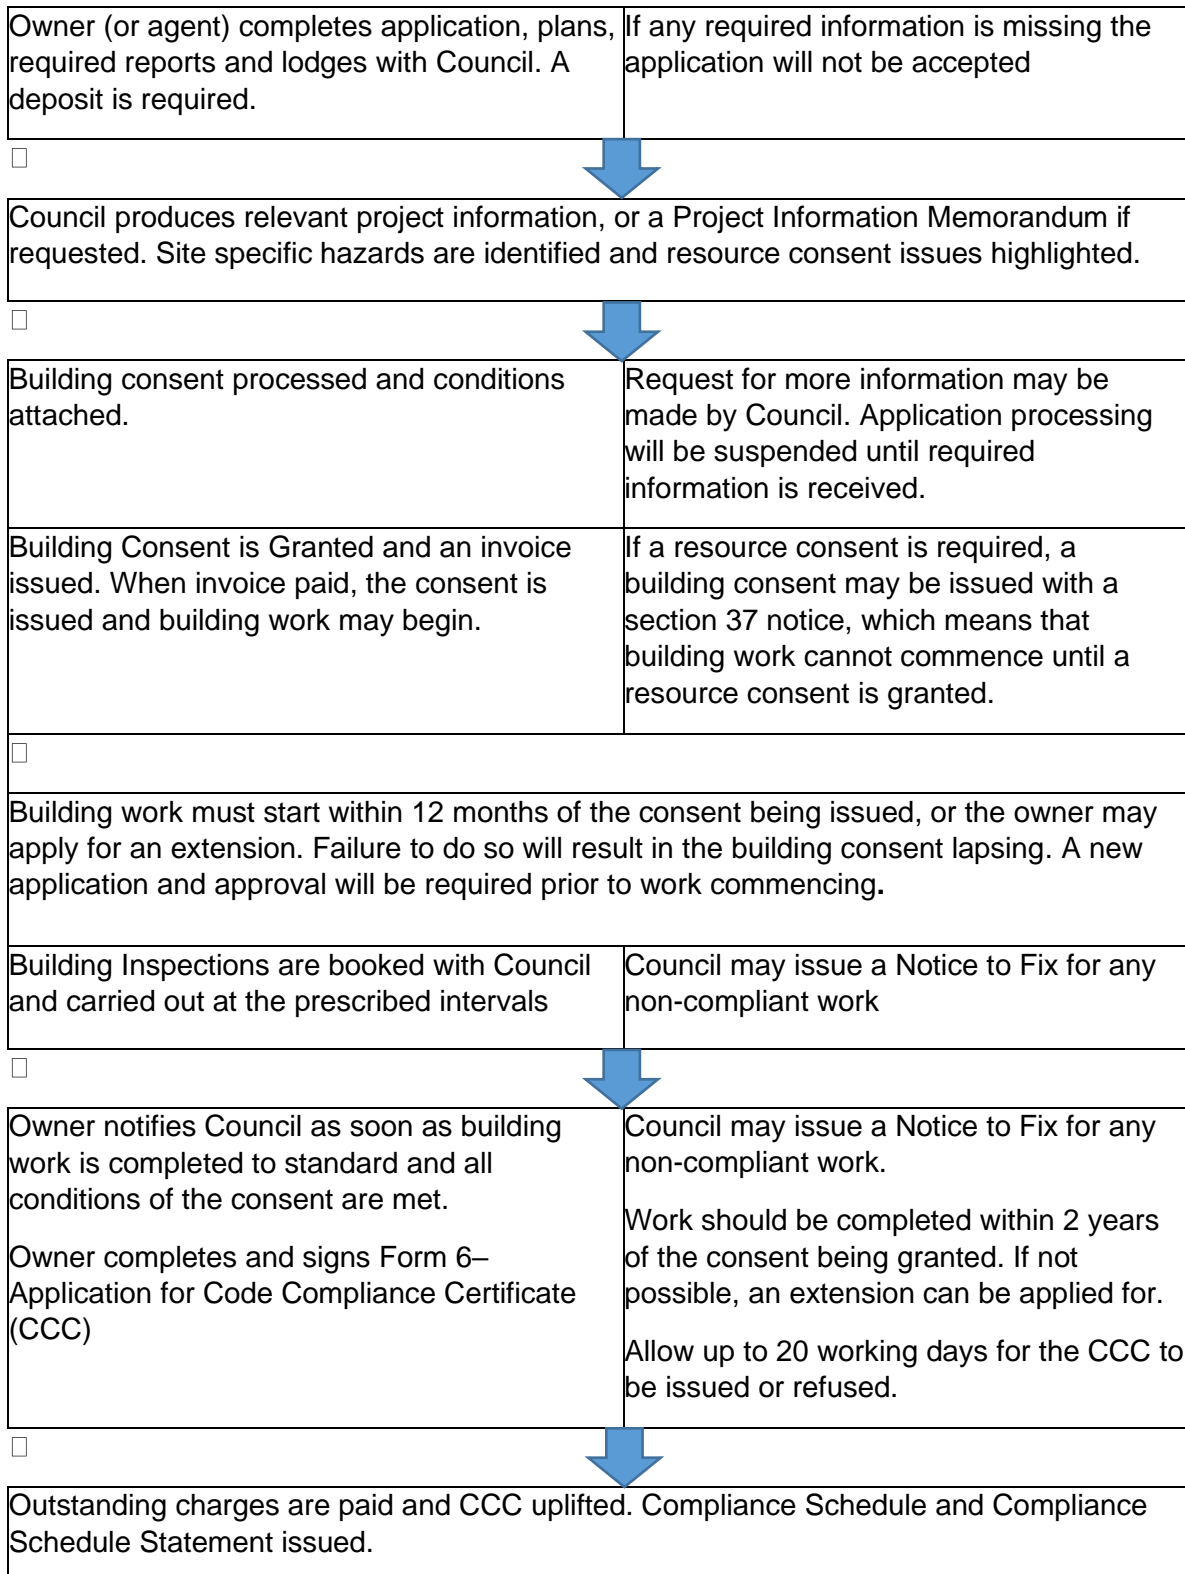 Owner (or agent) completes application, plans,
required reports and lodges with Council. A
deposit is required.
If any required information is missing the
application will not be accepted
Council produces relevant project information, or a Project Information Memorandum if
requested. Site specific hazards are identified and resource consent issues highlighted.
Building consent processed and conditions
attached.
Request for more information may be
made by Council. Application processing
will be suspended until required
information is received.
Building Consent is Granted and an invoice
issued. When invoice paid, the consent is
issued and building work may begin.
If a resource consent is required, a
building consent may be issued with a
section 37 notice, which means that
building work cannot commence until a
resource consent is granted.
Building work must start within 12 months of the consent being issued, or the owner may
apply for an extension. Failure to do so will result in the building consent lapsing. A new
application and approval will be required prior to work commencing.
Building Inspections are booked with Council
and carried out at the prescribed intervals
Council may issue a Notice to Fix for any
non-compliant work
Owner notifies Council as soon as building
work is completed to standard and all
conditions of the consent are met.
Owner completes and signs Form 6–
Application for Code Compliance Certificate
(CCC)
Council may issue a Notice to Fix for any
non-compliant work.
Work should be completed within 2 years
of the consent being granted. If not
possible, an extension can be applied for.
Allow up to 20 working days for the CCC to
be issued or refused.
Outstanding charges are paid and CCC uplifted. Compliance Schedule and Compliance
Schedule Statement issued.